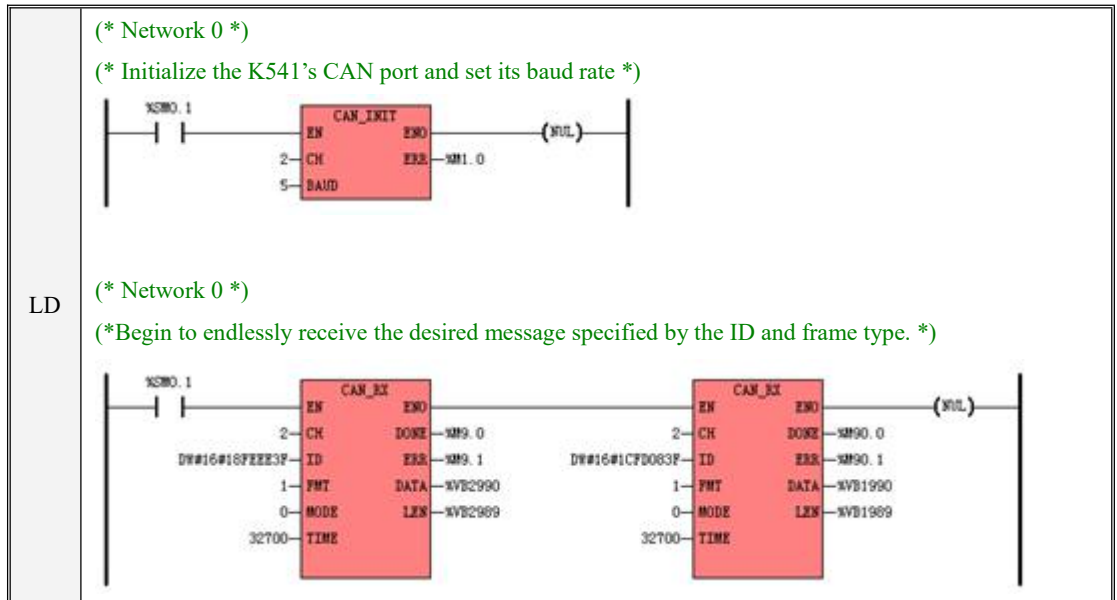 (* Network 0 *)
(* Initialize the K541’s CAN port and set its baud rate *)
%SM0.1
CAN_INIT
EN ENO
(NUL)
2 CH ERR %M1.0
5 BAUD
LD
(* Network 0 *)
(*Begin to endlessly receive the desired message specified by the ID and frame type. *)
%SM0.1
CAN_RX CAN_RX
EN ENO EN ENO (NUL)
2 CH DONE %M9.0 2 CH DONE %M90.0
DW#16#18FEEE3F ID ERR %M9.1 DW#16#1CFD083F ID ERR %M90.1
1 FMT DATA %VB2990 1 FMT DATA %VB1990
0 MODE LEN %VB2989 0 MODE LEN %VB1989
32700 TIME 32700 TIME